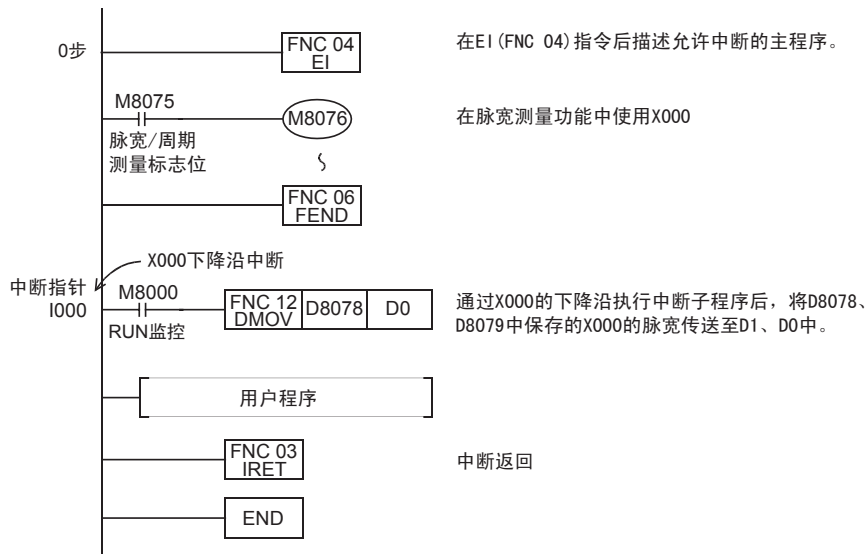 0步
FNC 04
EI
在EI(FNC 04)指令后描述允许中断的主程序。
M8075
M8076
在脉宽测量功能中使用X000
脉宽/周期
测量标志位
FNC 06
FEND
X000下降沿中断
中断指针
I000
M8000
RUN监控
FNC 12
DMOV
D8078
D0
通过X000的下降沿执行中断子程序后，将D8078、
D8079中保存的X000的脉宽传送至D1、D0中。
用户程序
FNC 03
IRET
中断返回
END